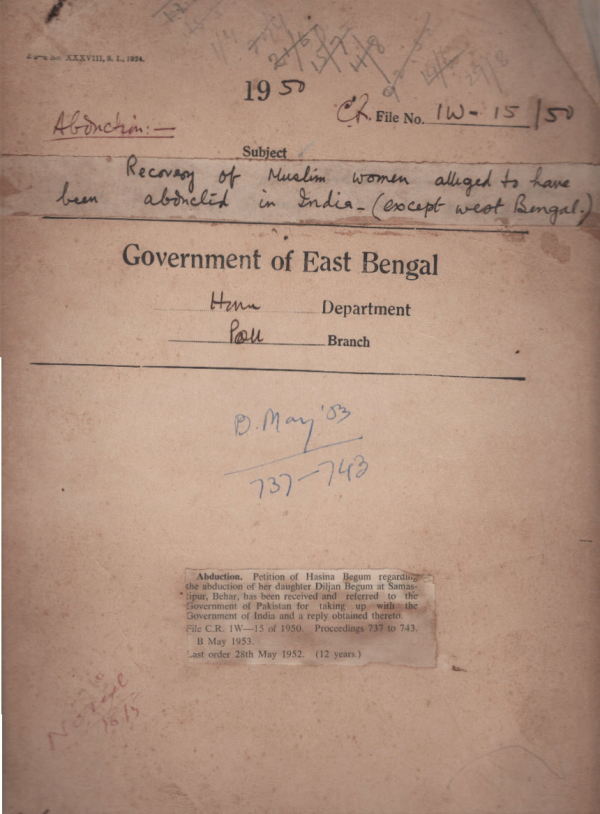 XXXVIII, S. I., 1924.
1950
C.R. File No. 1W-15/50
Abduction:—
Subject
Recovery of Muslim women alleged to have
been abducted in India - (except west Bengal.)
Government of East Bengal
Home Department
Poll Branch
B. May '53
737-743
Abduction. Petition of Hasina Begum regarding
the abduction of her daughter Diljan Begum at Samas-
tipur, Behar, has been received and referred to the
Government of Pakistan for taking up with the
Government of India and a reply obtained thereto.
File C.R. 1W—15 of 1950. Proceedings 737 to 743.
B May 1953.
Last order 28th May 1952. (12 years.)